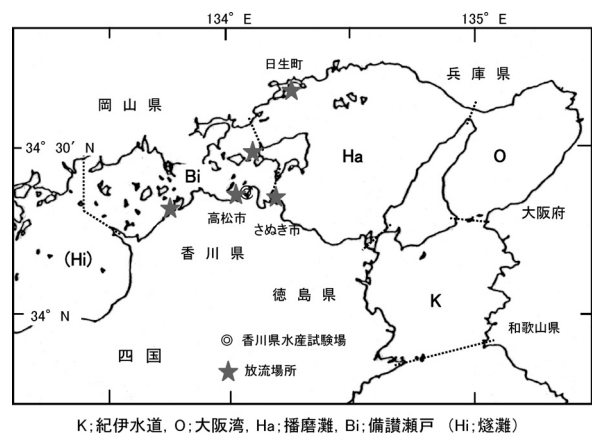 134° E
135° E
日生町
兵庫県
岡山県
34° 30′ N
Bi
Ha
O
高松市
さぬき市
大阪府
(Hi)
香川県
徳島県
K
34° N
和歌山県
◎ 香川県水産試験場
四国
★ 放流場所
K;紀伊水道, O;大阪湾, Ha;播磨灘, Bi;備讃瀬戸 (Hi;燧灘)